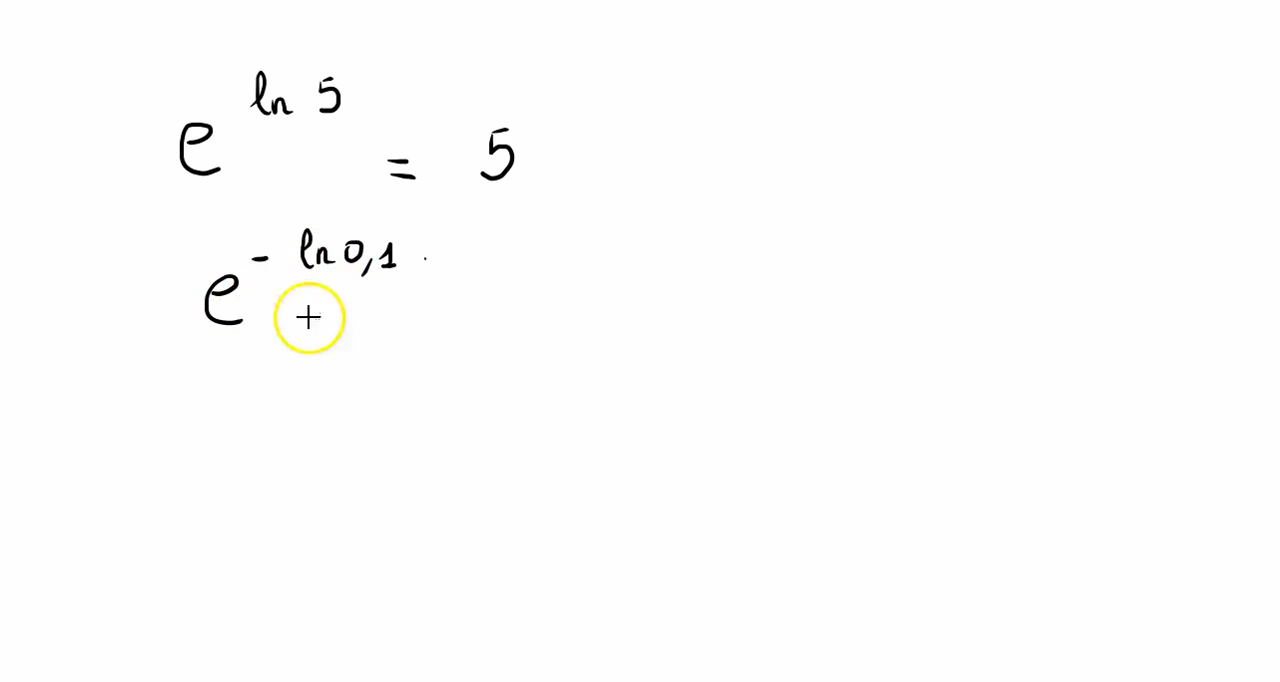 e^{ln 5} = 5
e^{- ln 0,1}